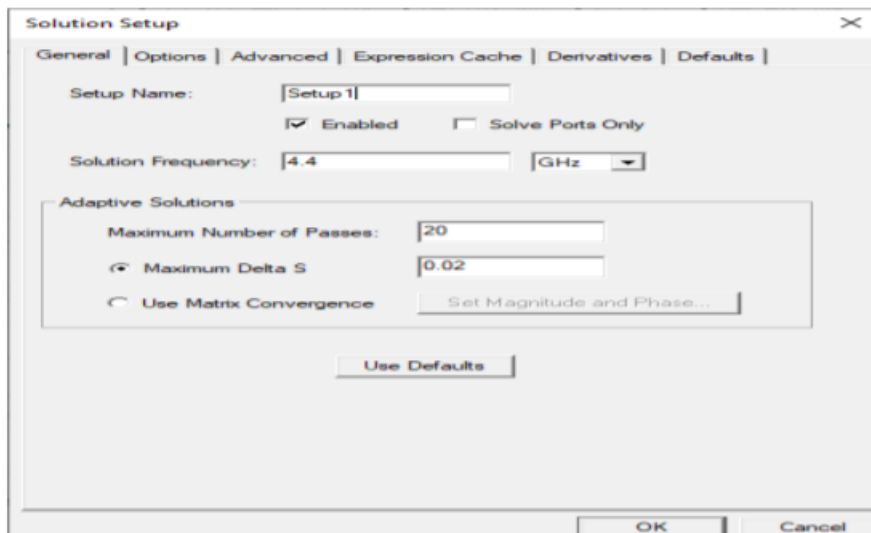 Solution Setup
General | Options | Advanced | Expression Cache | Derivatives | Defaults |
Setup Name: Setup1
Enabled Solve Ports Only
Solution Frequency: 4.4 GHz
Adaptive Solutions
Maximum Number of Passes: 20
Maximum Delta S 0.02
Use Matrix Convergence Set Magnitude and Phase...
Use Defaults
OK Cancel